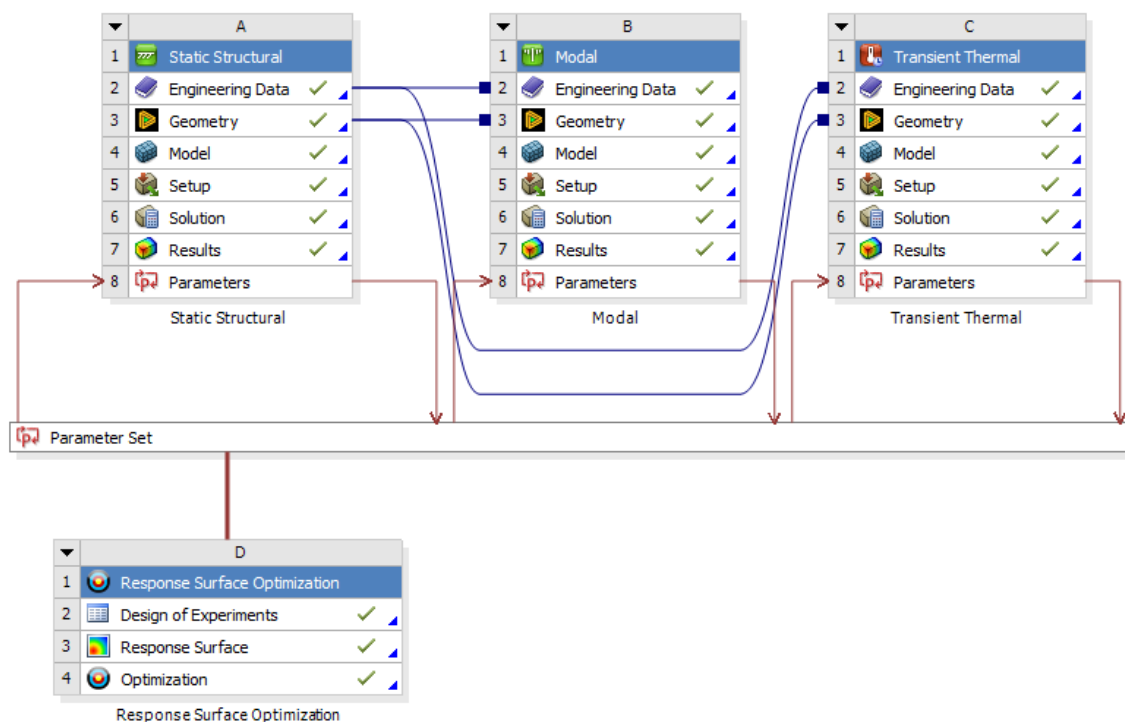 A
1 Static Structural
2 Engineering Data
3 Geometry
4 Model
5 Setup
6 Solution
7 Results
8 Parameters
Static Structural
B
1 Modal
2 Engineering Data
3 Geometry
4 Model
5 Setup
6 Solution
7 Results
8 Parameters
Modal
C
1 Transient Thermal
2 Engineering Data
3 Geometry
4 Model
5 Setup
6 Solution
7 Results
8 Parameters
Transient Thermal
Parameter Set
D
1 Response Surface Optimization
2 Design of Experiments
3 Response Surface
4 Optimization
Response Surface Optimization